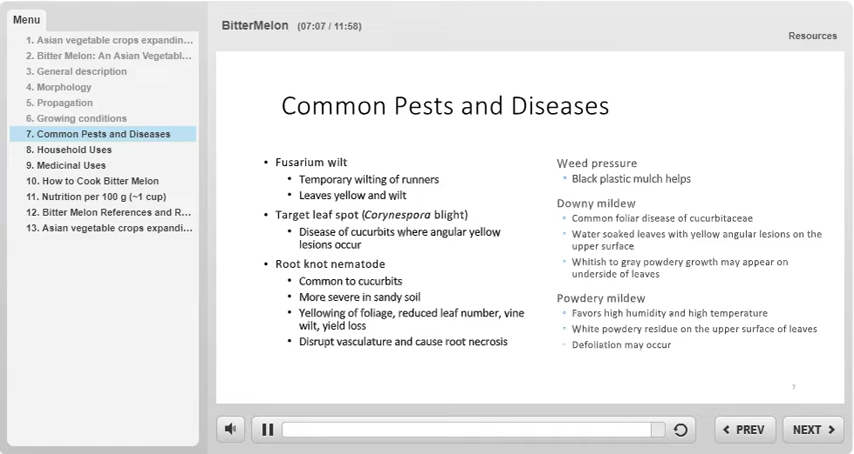 Menu
1. Asian vegetable crops expandin...
2. Bitter Melon: An Asian Vegetabl...
3. General description
4. Morphology
5. Propagation
6. Growing conditions
7. Common Pests and Diseases
8. Household Uses
9. Medicinal Uses
10. How to Cook Bitter Melon
11. Nutrition per 100 g (~1 cup)
12. Bitter Melon References and R...
13. Asian vegetable crops expandi...
BitterMelon (07:07 / 11:58)
Resources
Common Pests and Diseases
• Fusarium wilt
• Temporary wilting of runners
• Leaves yellow and wilt
• Target leaf spot (Corynespora blight)
• Disease of cucurbits where angular yellow
lesions occur
• Root knot nematode
• Common to cucurbits
• More severe in sandy soil
• Yellowing of foliage, reduced leaf number, vine
wilt, yield loss
• Disrupt vasculature and cause root necrosis
Weed pressure
◦ Black plastic mulch helps
Downy mildew
◦ Common foliar disease of cucurbitaceae
◦ Water soaked leaves with yellow angular lesions on the
upper surface
◦ Whitish to gray powdery growth may appear on
underside of leaves
Powdery mildew
◦ Favors high humidity and high temperature
◦ White powdery residue on the upper surface of leaves
◦ Defoliation may occur
7
PREV
NEXT